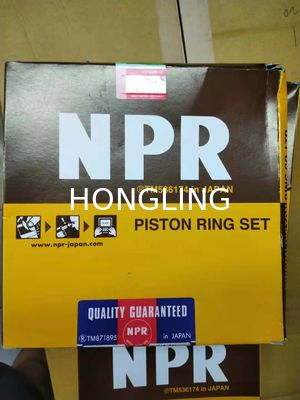 NPR
@TM536174 in JAPAN
HONGLING
PISTON RING SET
www.npr-japan.com
QUALITY GUARANTEED
®TM871895 NPR in JAPAN
NPR
@TM536174 in JAPAN